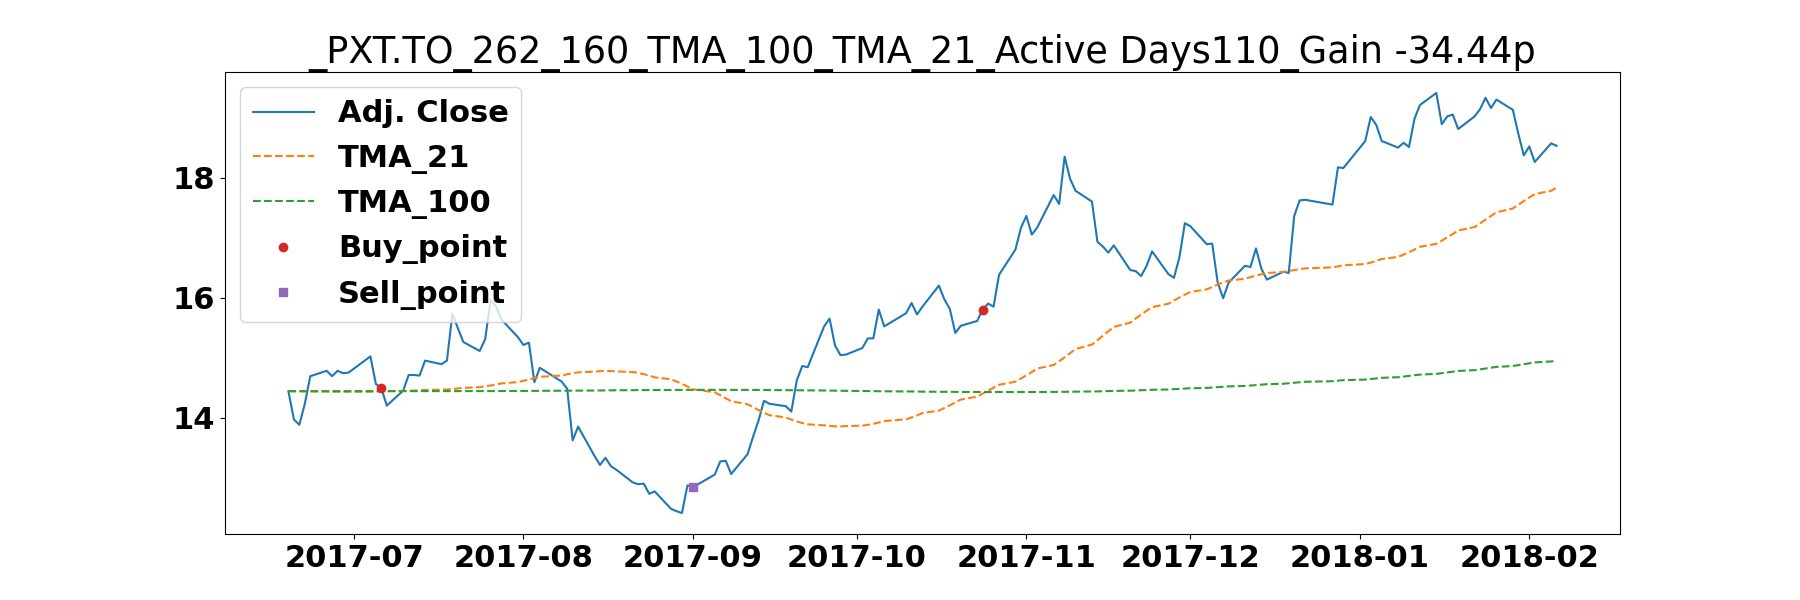 _PXT.TO_262_160_TMA_100_TMA_21_Active Days110_Gain -34.44p
Adj. Close
TMA_21
TMA_100
Buy_point
Sell_point
18
16
14
2017-07 2017-08 2017-09 2017-10 2017-11 2017-12 2018-01 2018-02